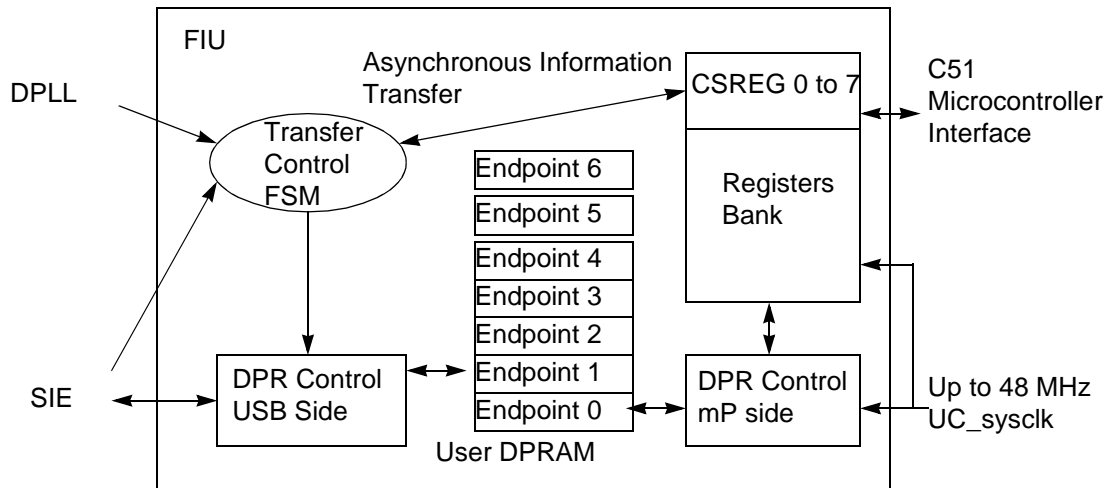 FIU
DPLL
Asynchronous Information
Transfer
CSREG 0 to 7
C51
Microcontroller
Interface
Transfer
Control
FSM
Registers
Bank
Endpoint 6
Endpoint 5
Endpoint 4
Endpoint 3
Endpoint 2
Endpoint 1
Endpoint 0
SIE
DPR Control
USB Side
User DPRAM
DPR Control
mP side
Up to 48 MHz
UC_sysclk